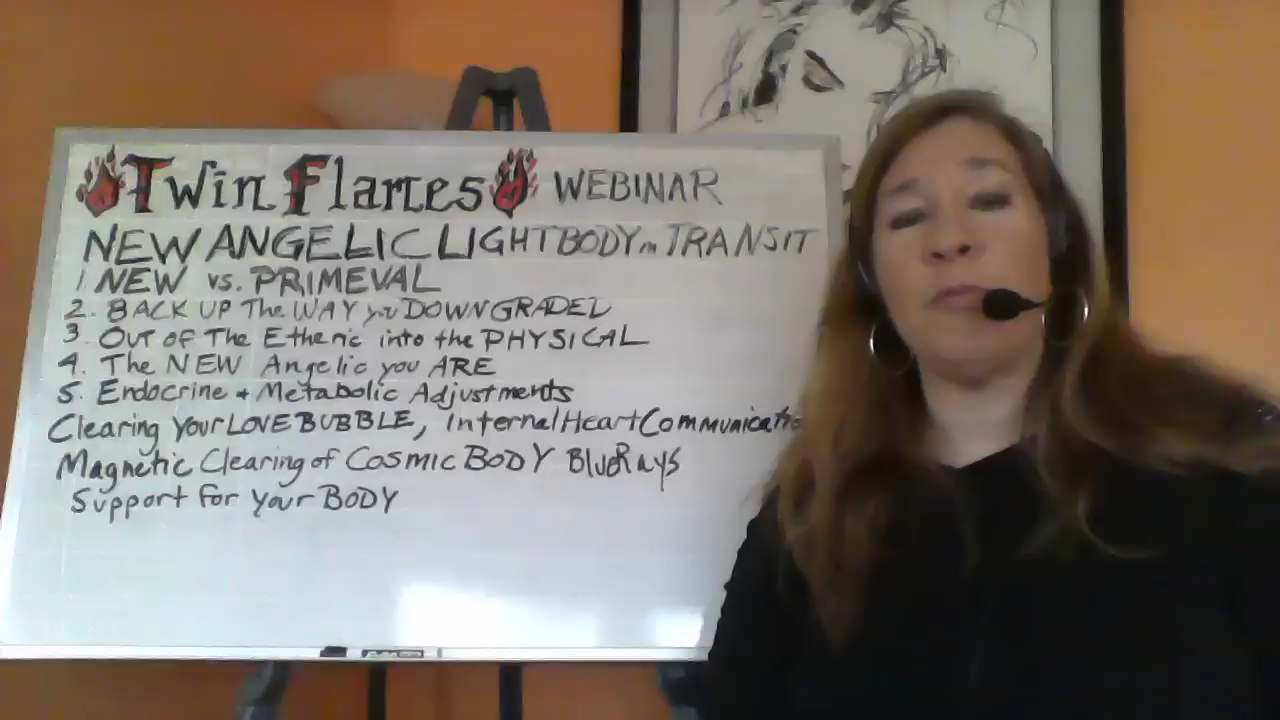 Twin Flames WEBINAR
NEW ANGELIC LIGHTBODY in TRANSIT
1. NEW vs. PRIMEVAL
2. BACK UP The WAY you DOWNGRADED
3. Out of The Etheric into the PHYSICAL
4. The NEW Angelic you ARE
5. Endocrine + Metabolic Adjustments
Clearing YourLOVE BUBBLE, Internal Heart Communicatio
Magnetic Clearing of COSMIC BODY BlueRays
Support for Your BODY